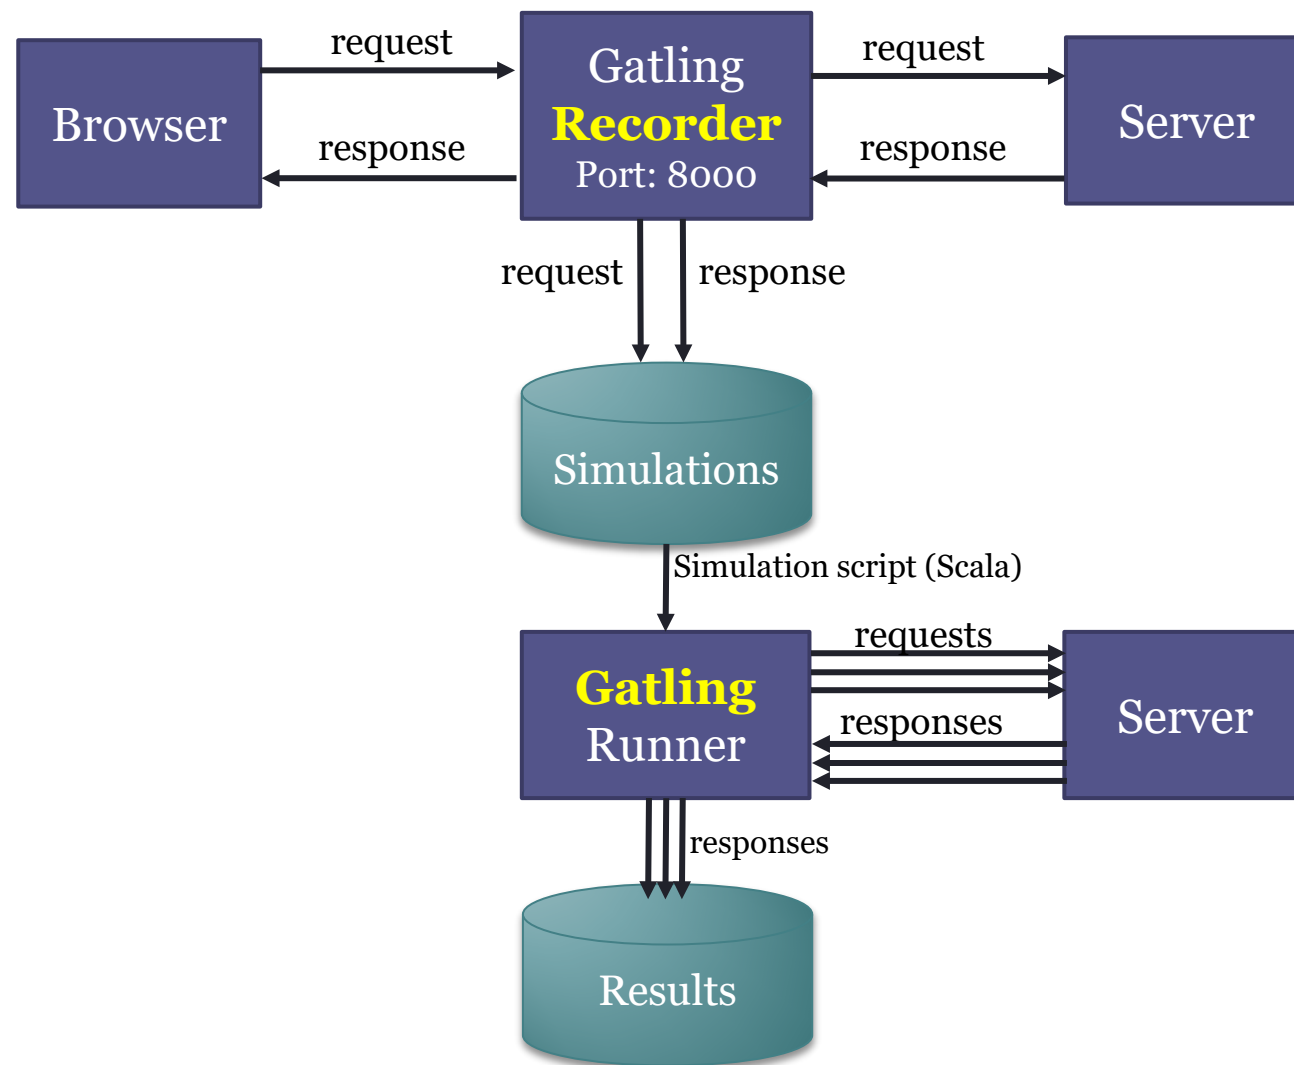 request
request
Browser
Gatling
Recorder
Port: 8000
Server
response
response
request
response
Simulations
Simulation script (Scala)
requests
Gatling
Runner
responses
Server
responses
Results